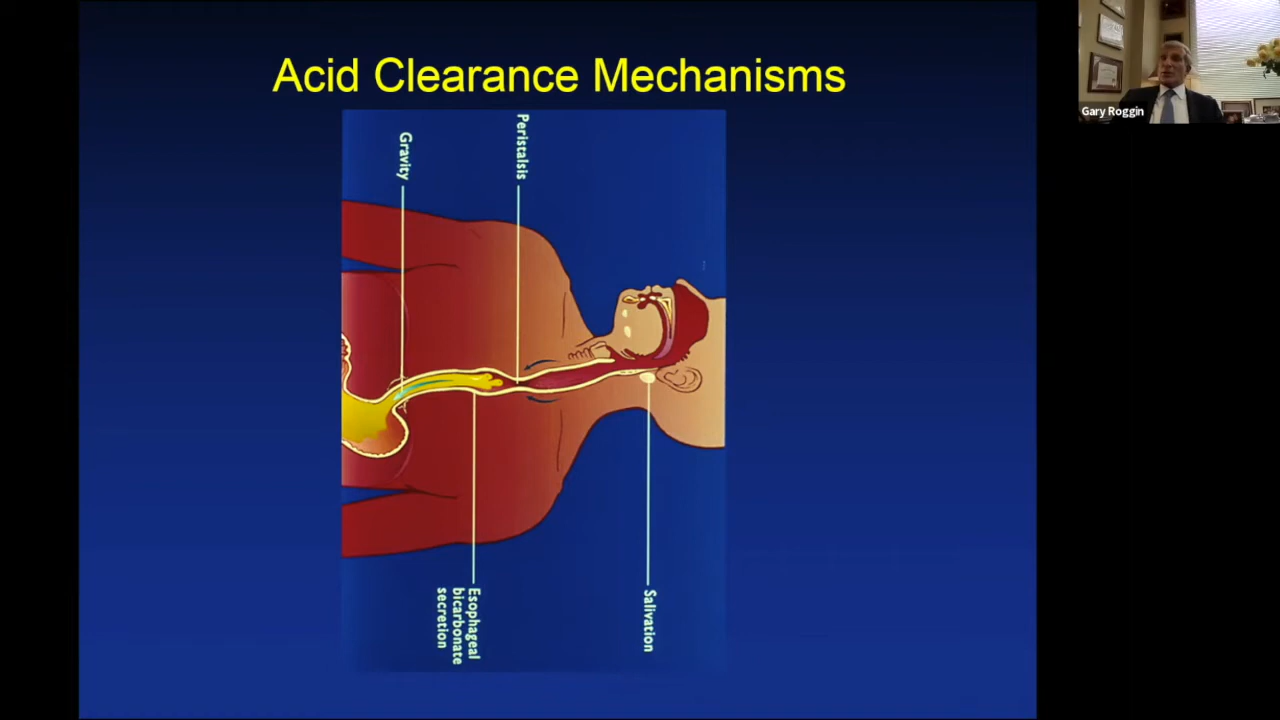 Acid Clearance Mechanisms
Gary Roggin
Peristalsis
Gravity
Salivation
Esophageal
bicarbonate
secretion